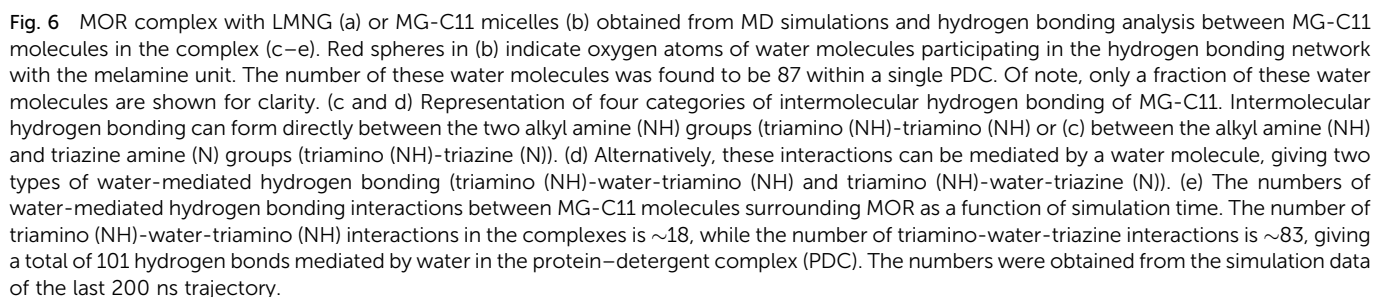 Fig. 6 MOR complex with LMNG (a) or MG-C11 micelles (b) obtained from MD simulations and hydrogen bonding analysis between MG-C11
molecules in the complex (c–e). Red spheres in (b) indicate oxygen atoms of water molecules participating in the hydrogen bonding network
with the melamine unit. The number of these water molecules was found to be 87 within a single PDC. Of note, only a fraction of these water
molecules are shown for clarity. (c and d) Representation of four categories of intermolecular hydrogen bonding of MG-C11. Intermolecular
hydrogen bonding can form directly between the two alkyl amine (NH) groups (triamino (NH)-triamino (NH) or (c) between the alkyl amine (NH)
and triazine amine (N) groups (triamino (NH)-triazine (N)). (d) Alternatively, these interactions can be mediated by a water molecule, giving two
types of water-mediated hydrogen bonding (triamino (NH)-water-triamino (NH) and triamino (NH)-water-triazine (N)). (e) The numbers of
water-mediated hydrogen bonding interactions between MG-C11 molecules surrounding MOR as a function of simulation time. The number of
triamino (NH)-water-triamino (NH) interactions in the complexes is ∼18, while the number of triamino-water-triazine interactions is ∼83, giving
a total of 101 hydrogen bonds mediated by water in the protein–detergent complex (PDC). The numbers were obtained from the simulation data
of the last 200 ns trajectory.